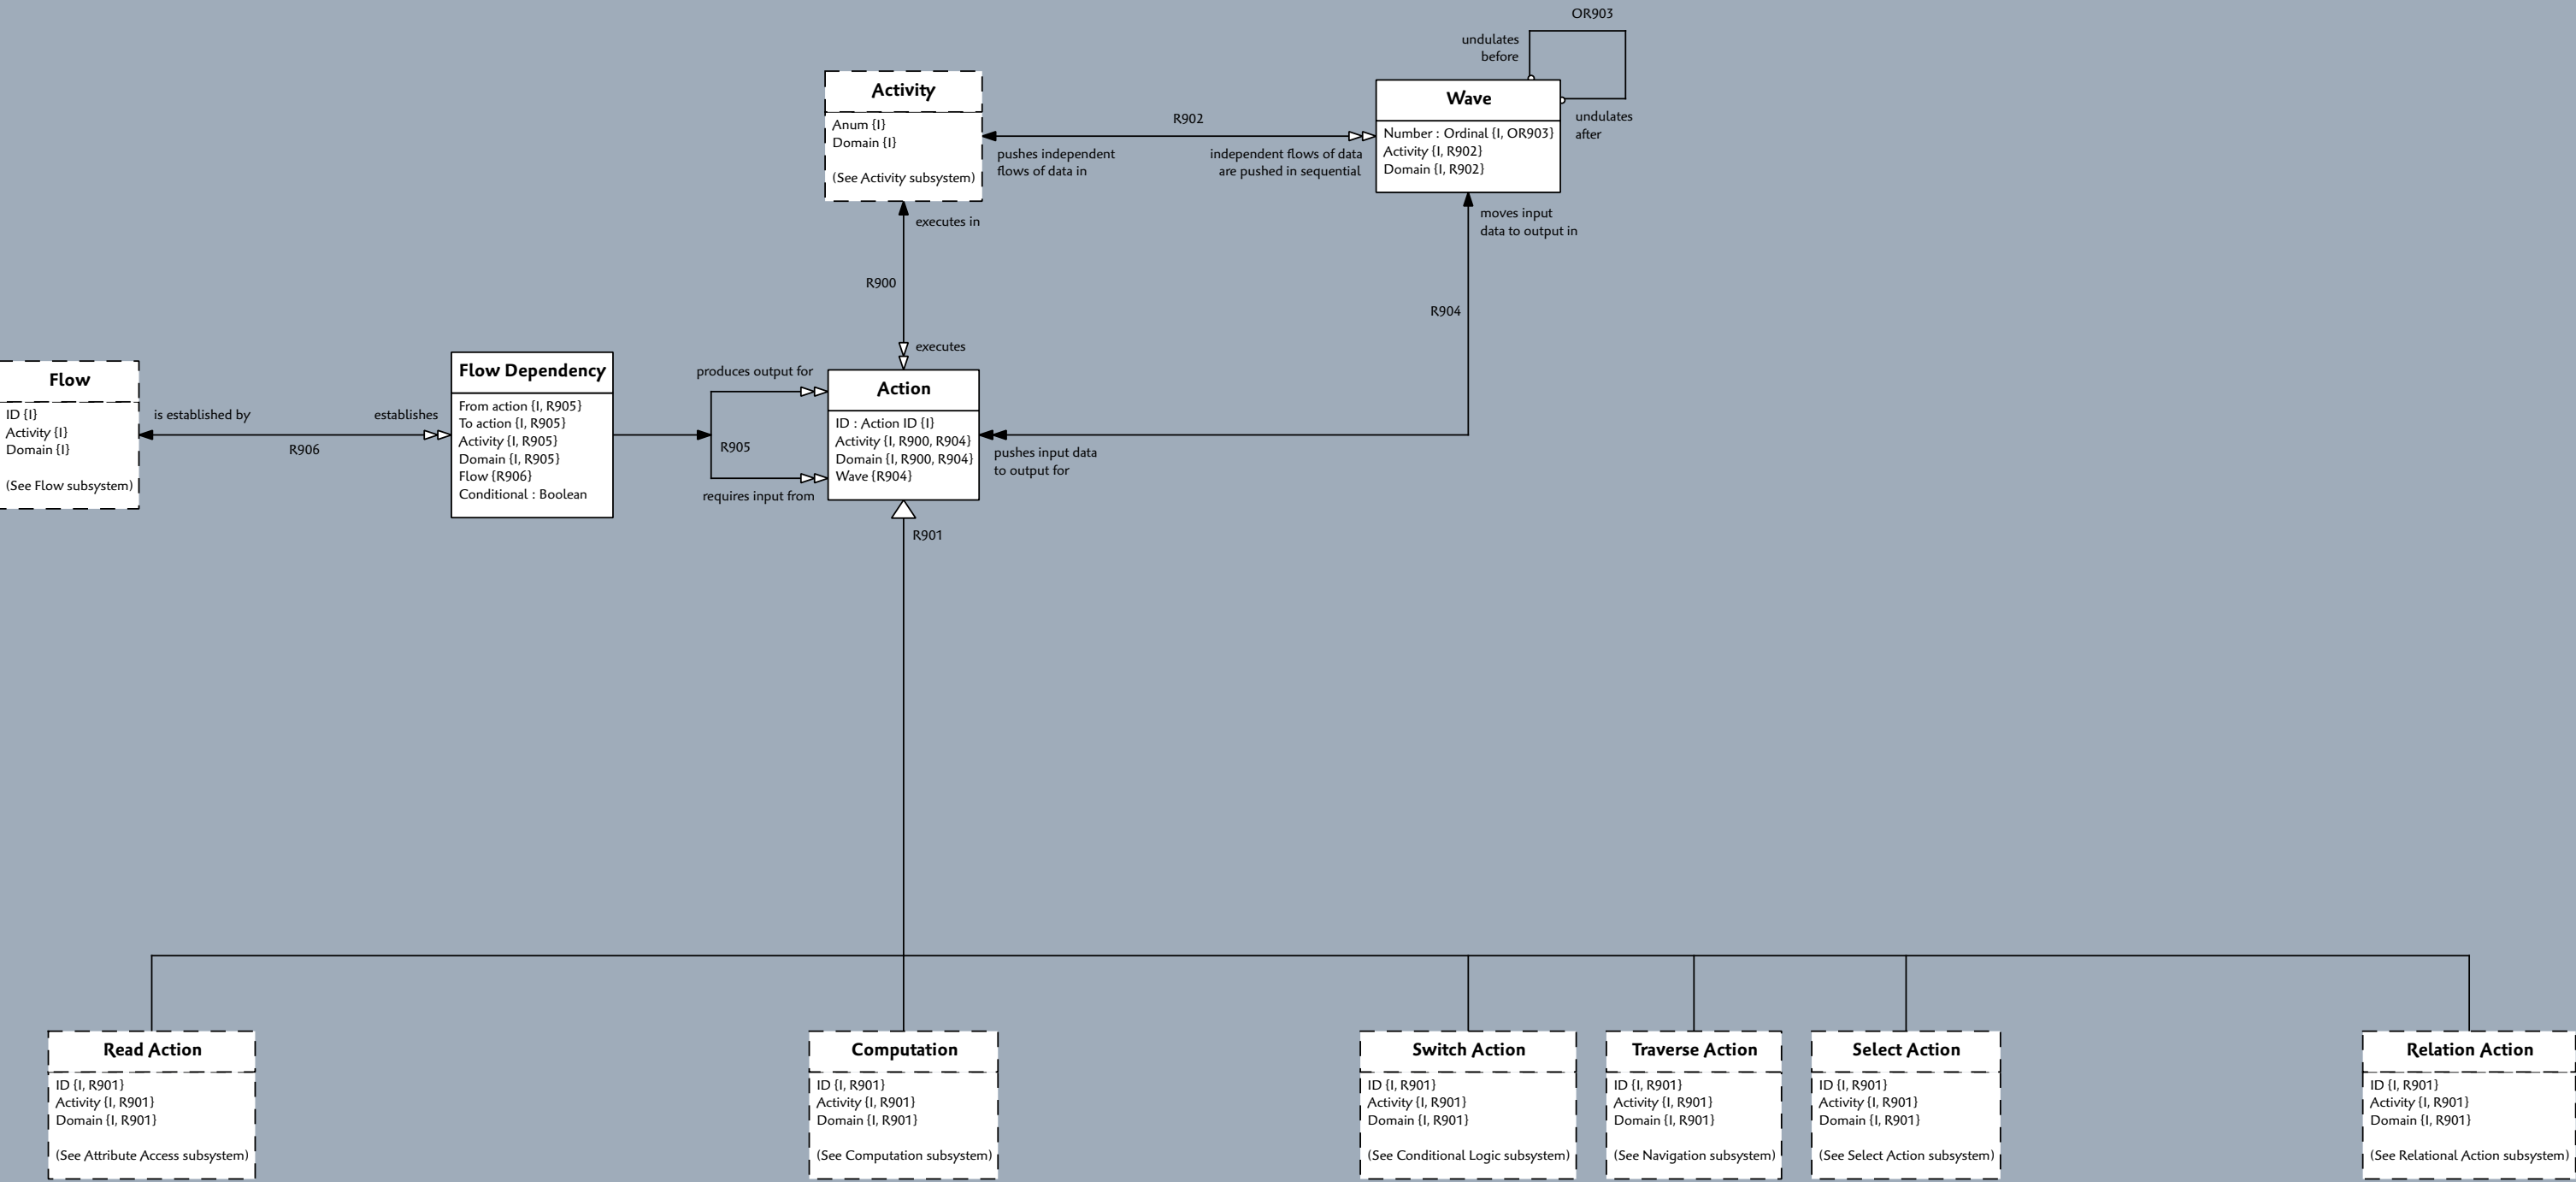 OR903
undulates
before
Wave
Number : Ordinal {I, OR903}
Activity {I, R902}
Domain {I, R902}
undulates
after
Activity
Anum {I}
Domain {I}
(See Activity subsystem)
R902
pushes independent
flows of data in
independent flows of data
are pushed in sequential
executes in
R900
executes
moves input
data to output in
R904
Flow
ID {I}
Activity {I}
Domain {I}
(See Flow subsystem)
is established by
establishes
R906
Flow Dependency
From action {I, R905}
To action {I, R905}
Activity {I, R905}
Domain {I, R905}
Flow {R906}
Conditional : Boolean
produces output for
R905
requires input from
Action
ID : Action ID {I}
Activity {I, R900, R904}
Domain {I, R900, R904}
Wave {R904}
pushes input data
to output for
R901
Read Action
ID {I, R901}
Activity {I, R901}
Domain {I, R901}
(See Attribute Access subsystem)
Computation
ID {I, R901}
Activity {I, R901}
Domain {I, R901}
(See Computation subsystem)
Switch Action
ID {I, R901}
Activity {I, R901}
Domain {I, R901}
(See Conditional Logic subsystem)
Traverse Action
ID {I, R901}
Activity {I, R901}
Domain {I, R901}
(See Navigation subsystem)
Select Action
ID {I, R901}
Activity {I, R901}
Domain {I, R901}
(See Select Action subsystem)
Relation Action
ID {I, R901}
Activity {I, R901}
Domain {I, R901}
(See Relational Action subsystem)